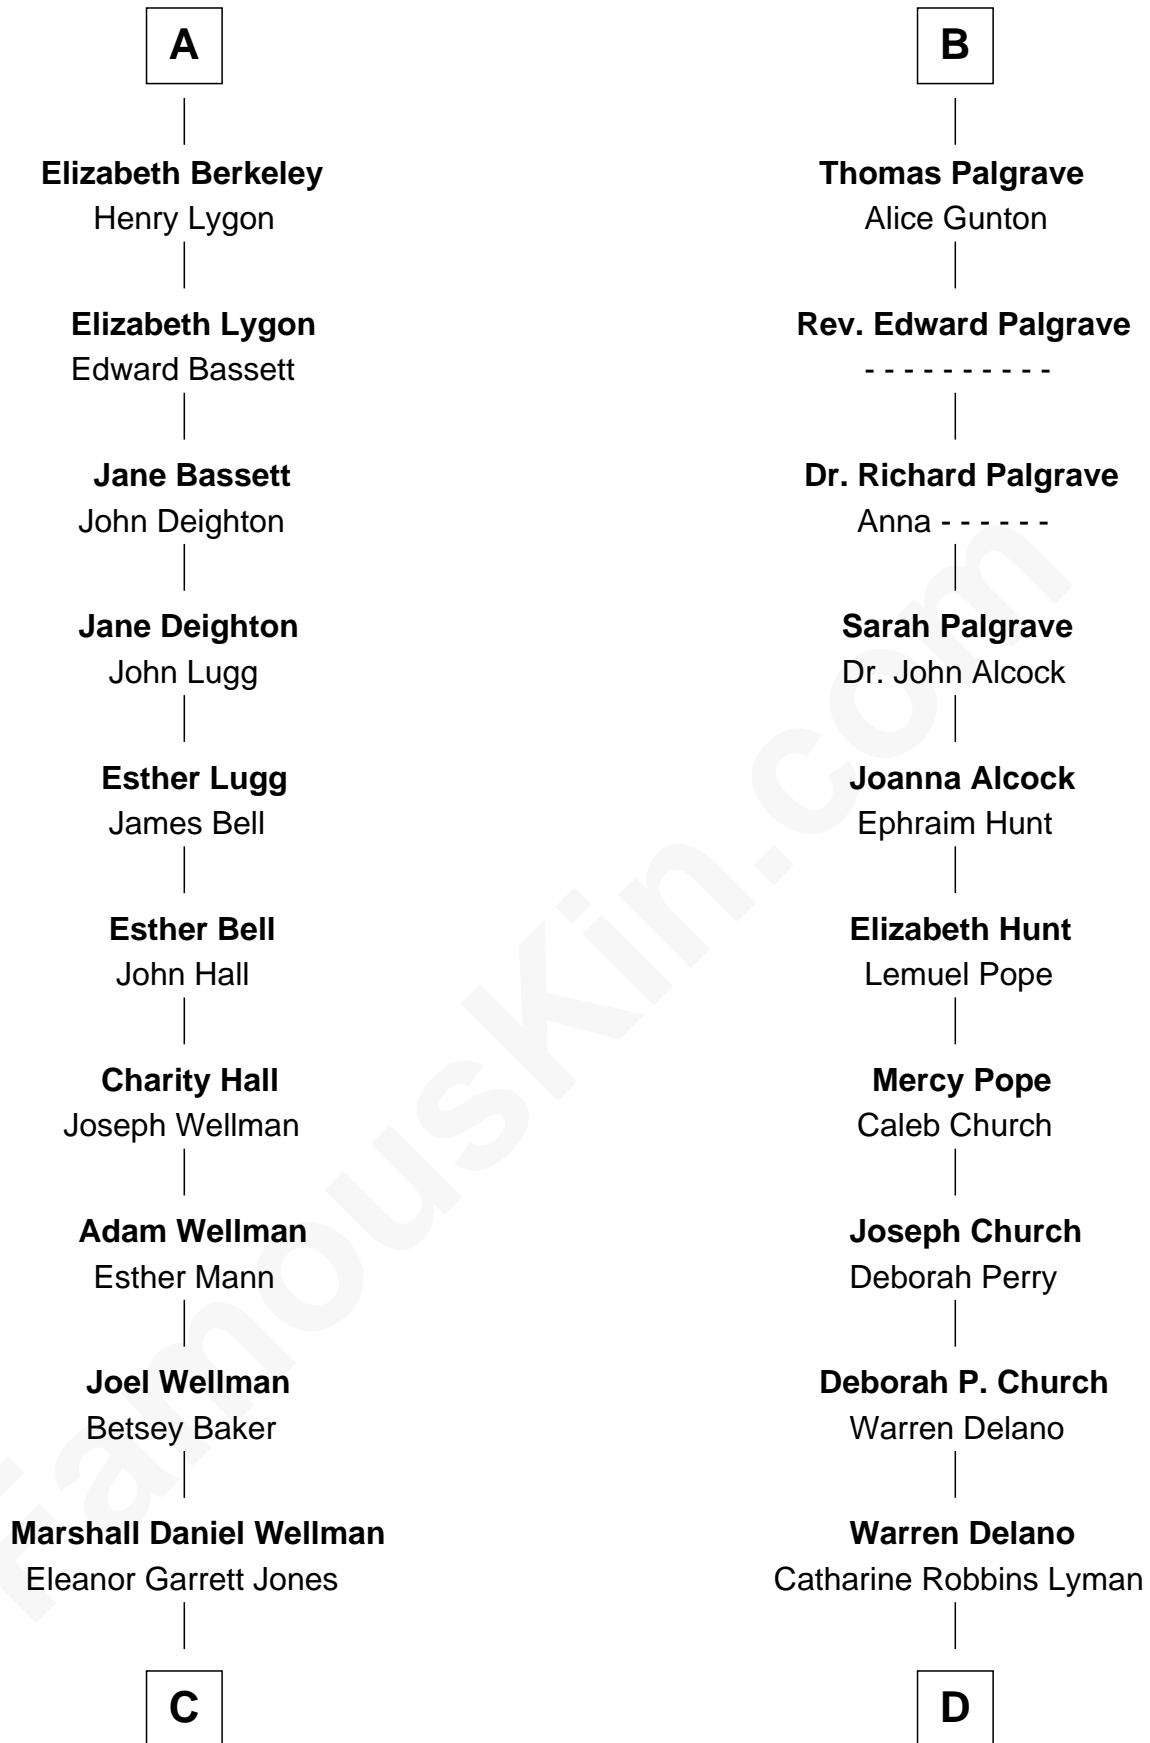 A
Elizabeth Berkeley
Henry Lygon
Elizabeth Lygon
Edward Bassett
Jane Bassett
John Deighton
Jane Deighton
John Lugg
Esther Lugg
James Bell
Esther Bell
John Hall
Charity Hall
Joseph Wellman
Adam Wellman
Esther Mann
Joel Wellman
Betsey Baker
Marshall Daniel Wellman
Eleanor Garrett Jones
C
B
Thomas Palgrave
Alice Gunton
Rev. Edward Palgrave
- - - - - - - - - -
Dr. Richard Palgrave
Anna - - - - - -
Sarah Palgrave
Dr. John Alcock
Joanna Alcock
Ephraim Hunt
Elizabeth Hunt
Lemuel Pope
Mercy Pope
Caleb Church
Joseph Church
Deborah Perry
Deborah P. Church
Warren Delano
Warren Delano
Catharine Robbins Lyman
D
FamousKin.com